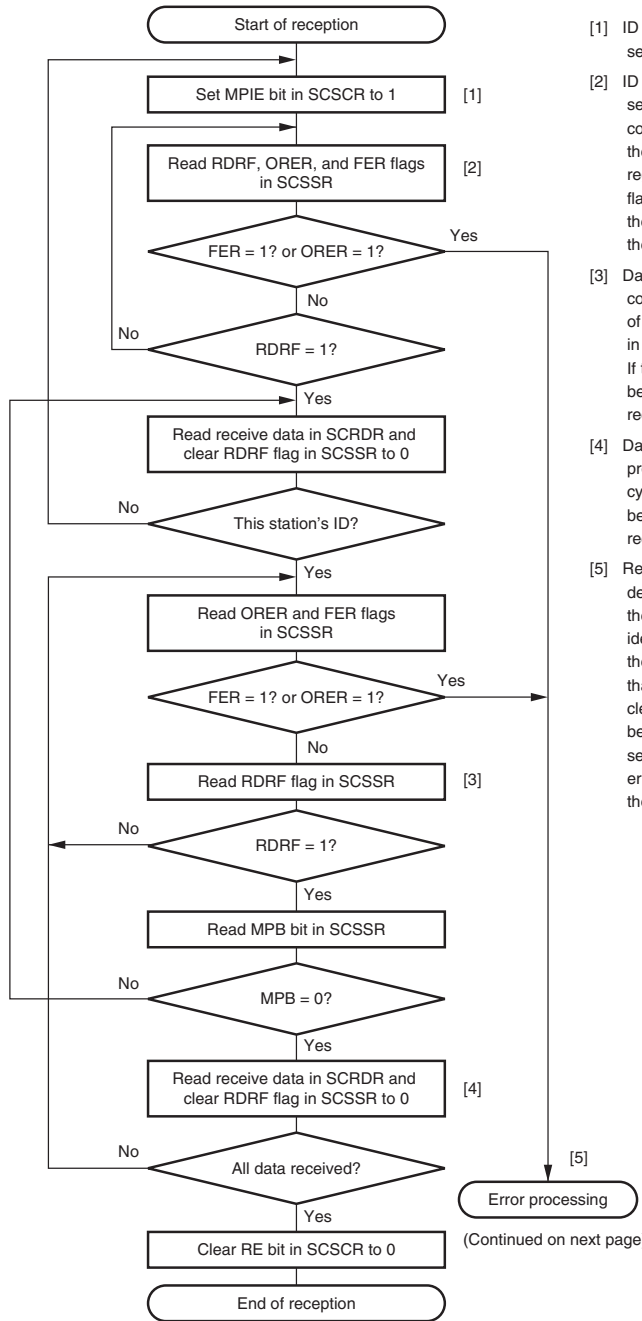 Start of reception
Set MPIE bit in SCSCR to 1
[1]
Read RDRF, ORER, and FER flags
in SCSSR
[2]
FER = 1? or ORER = 1?
Yes
No
RDRF = 1?
No
Yes
Read receive data in SCRDR and
clear RDRF flag in SCSSR to 0
This station's ID?
No
Yes
Read ORER and FER flags
in SCSSR
FER = 1? or ORER = 1?
Yes
No
Read RDRF flag in SCSSR
[3]
RDRF = 1?
No
Yes
Read MPB bit in SCSSR
MPB = 0?
No
Yes
Read receive data in SCRDR and
clear RDRF flag in SCSSR to 0
[4]
All data received?
No
Yes
Clear RE bit in SCSCR to 0
End of reception
[5]
Error processing
(Continued on next page
[1] ID
se
[2] ID
se
co
the
re
fla
the
the
[3] Da
co
of
in
If t
be
re
[4] Da
pr
cy
be
re
[5] Re
de
the
ide
the
tha
cle
be
se
er
the